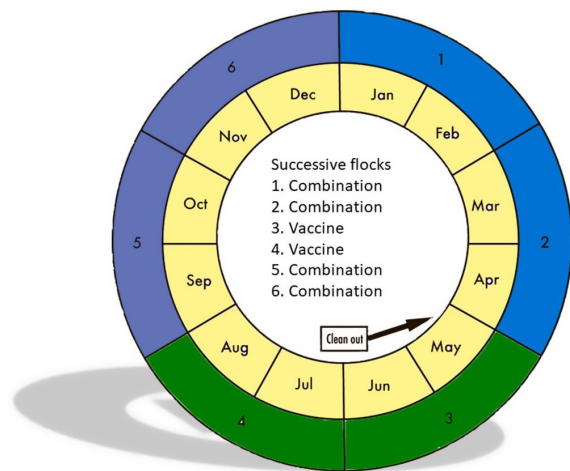 1
2
3
4
5
6
Jan
Feb
Mar
Apr
May
Jun
Jul
Aug
Sep
Oct
Nov
Dec
Successive flocks
1. Combination
2. Combination
3. Vaccine
4. Vaccine
5. Combination
6. Combination
Clean out